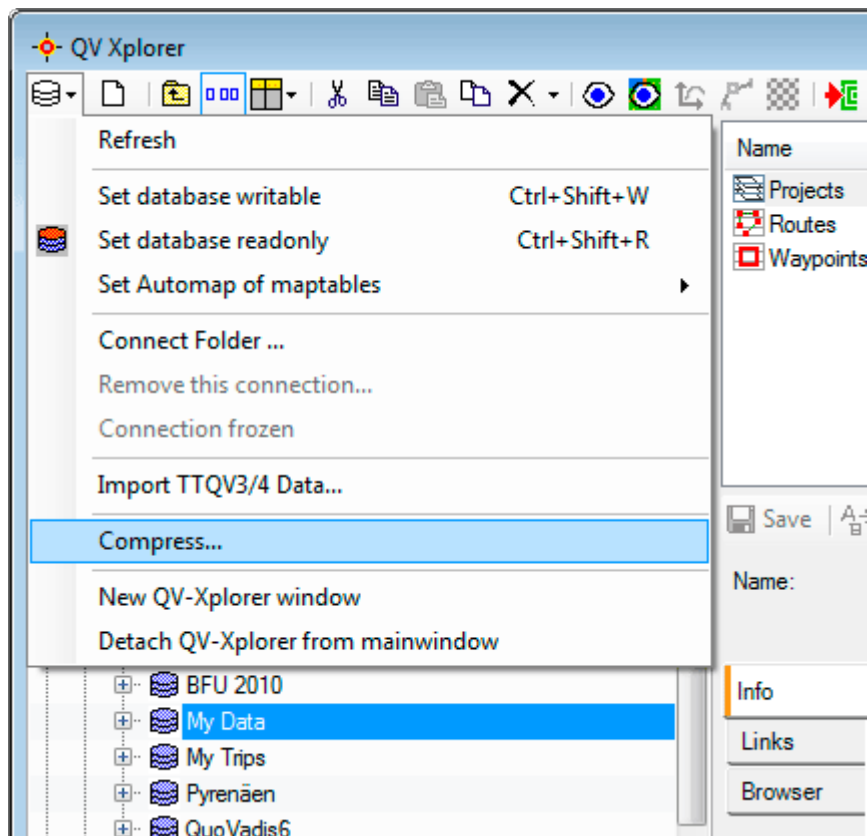 QV Xplorer
Refresh
Set database writable Ctrl+Shift+W
Set database readonly Ctrl+Shift+R
Set Automap of maptables
Connect Folder ...
Remove this connection...
Connection frozen
Import TTQV3/4 Data...
Compress...
New QV-Xplorer window
Detach QV-Xplorer from mainwindow
BFU 2010
My Data
My Trips
Pyrenäen
QuoVadis6
Name
Projects
Routes
Waypoints
Save
Name:
Info
Links
Browser